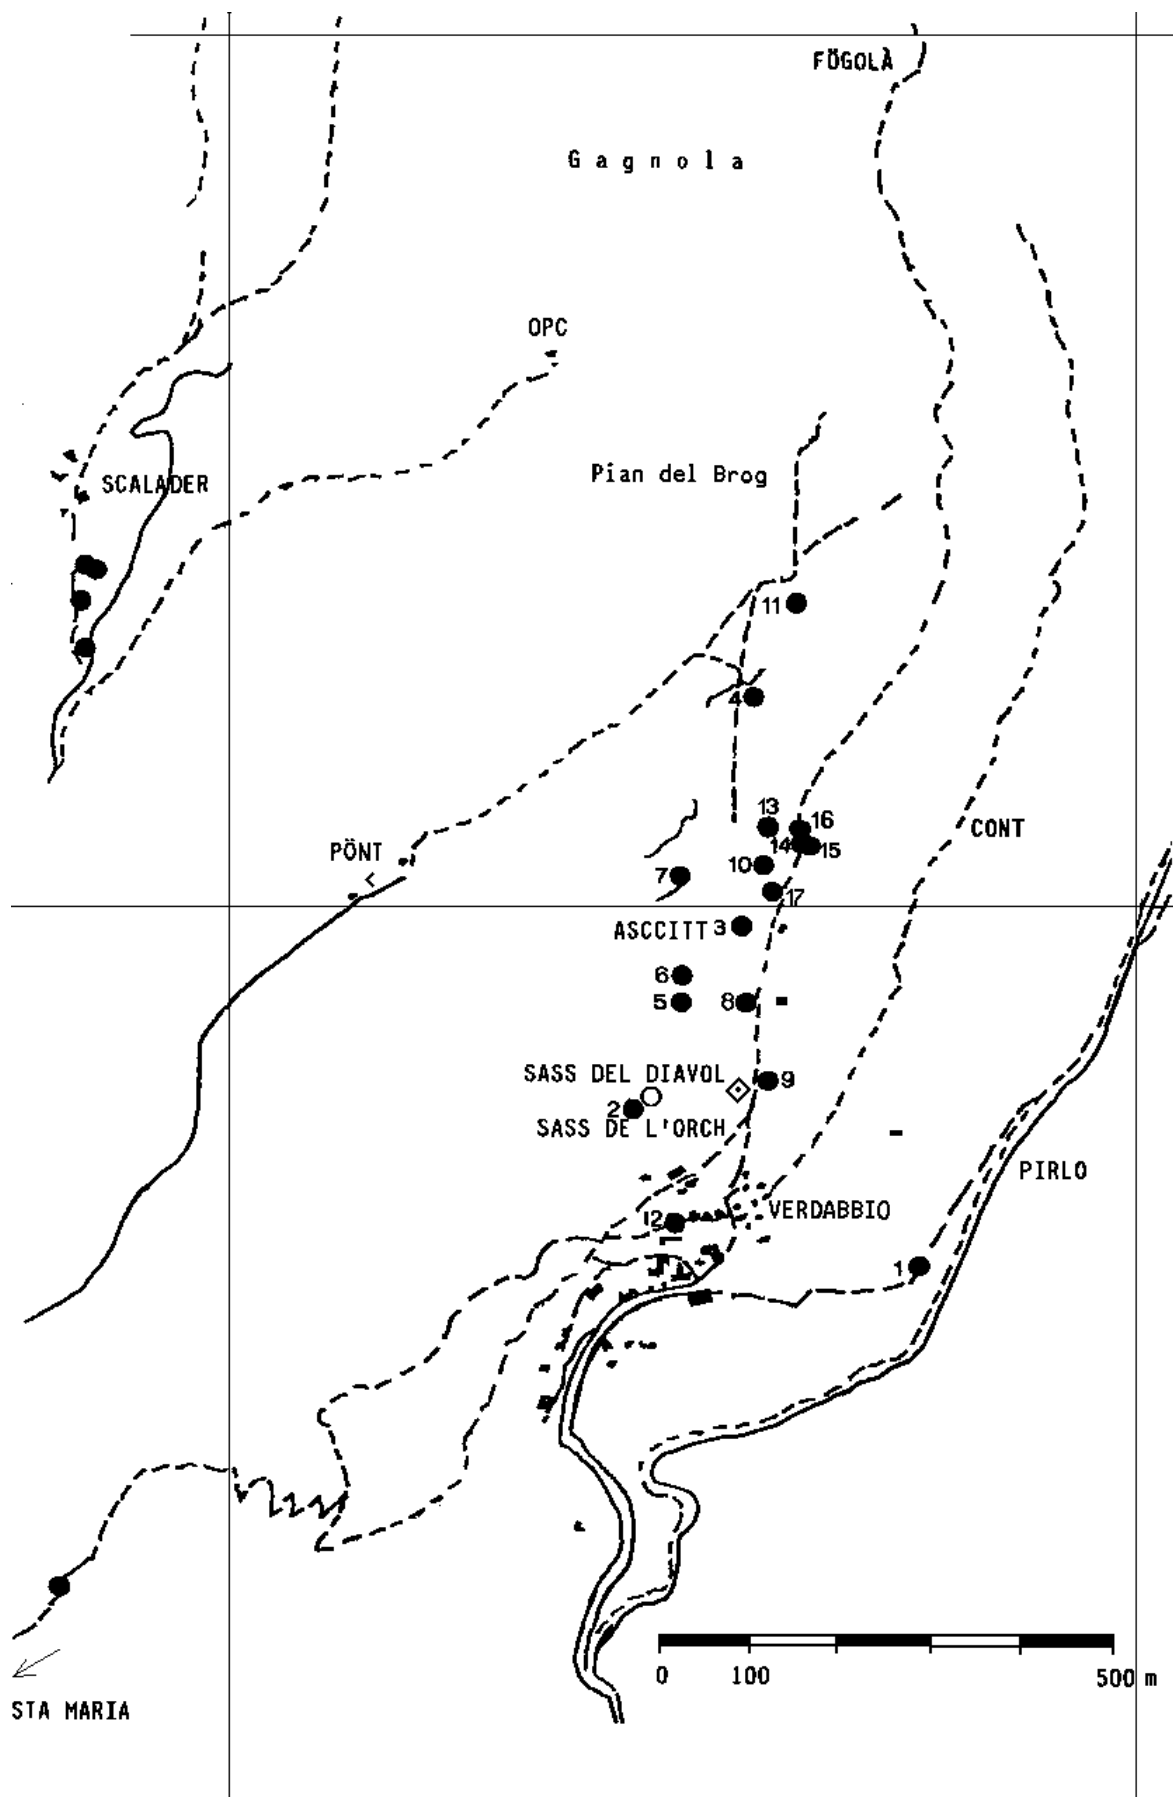 FÖGOLÀ
Gagnola
OPC
Pian del Brog
SCALADER
11
4
13
16
14
15
CONT
PÖNT
10
7
17
ASCCITT 3
6
5
8
SASS DEL DIAVOL
9
2
SASS DE L'ORCH
PIRLO
VERDABBIO
12
1
0 100 500 m
STA MARIA